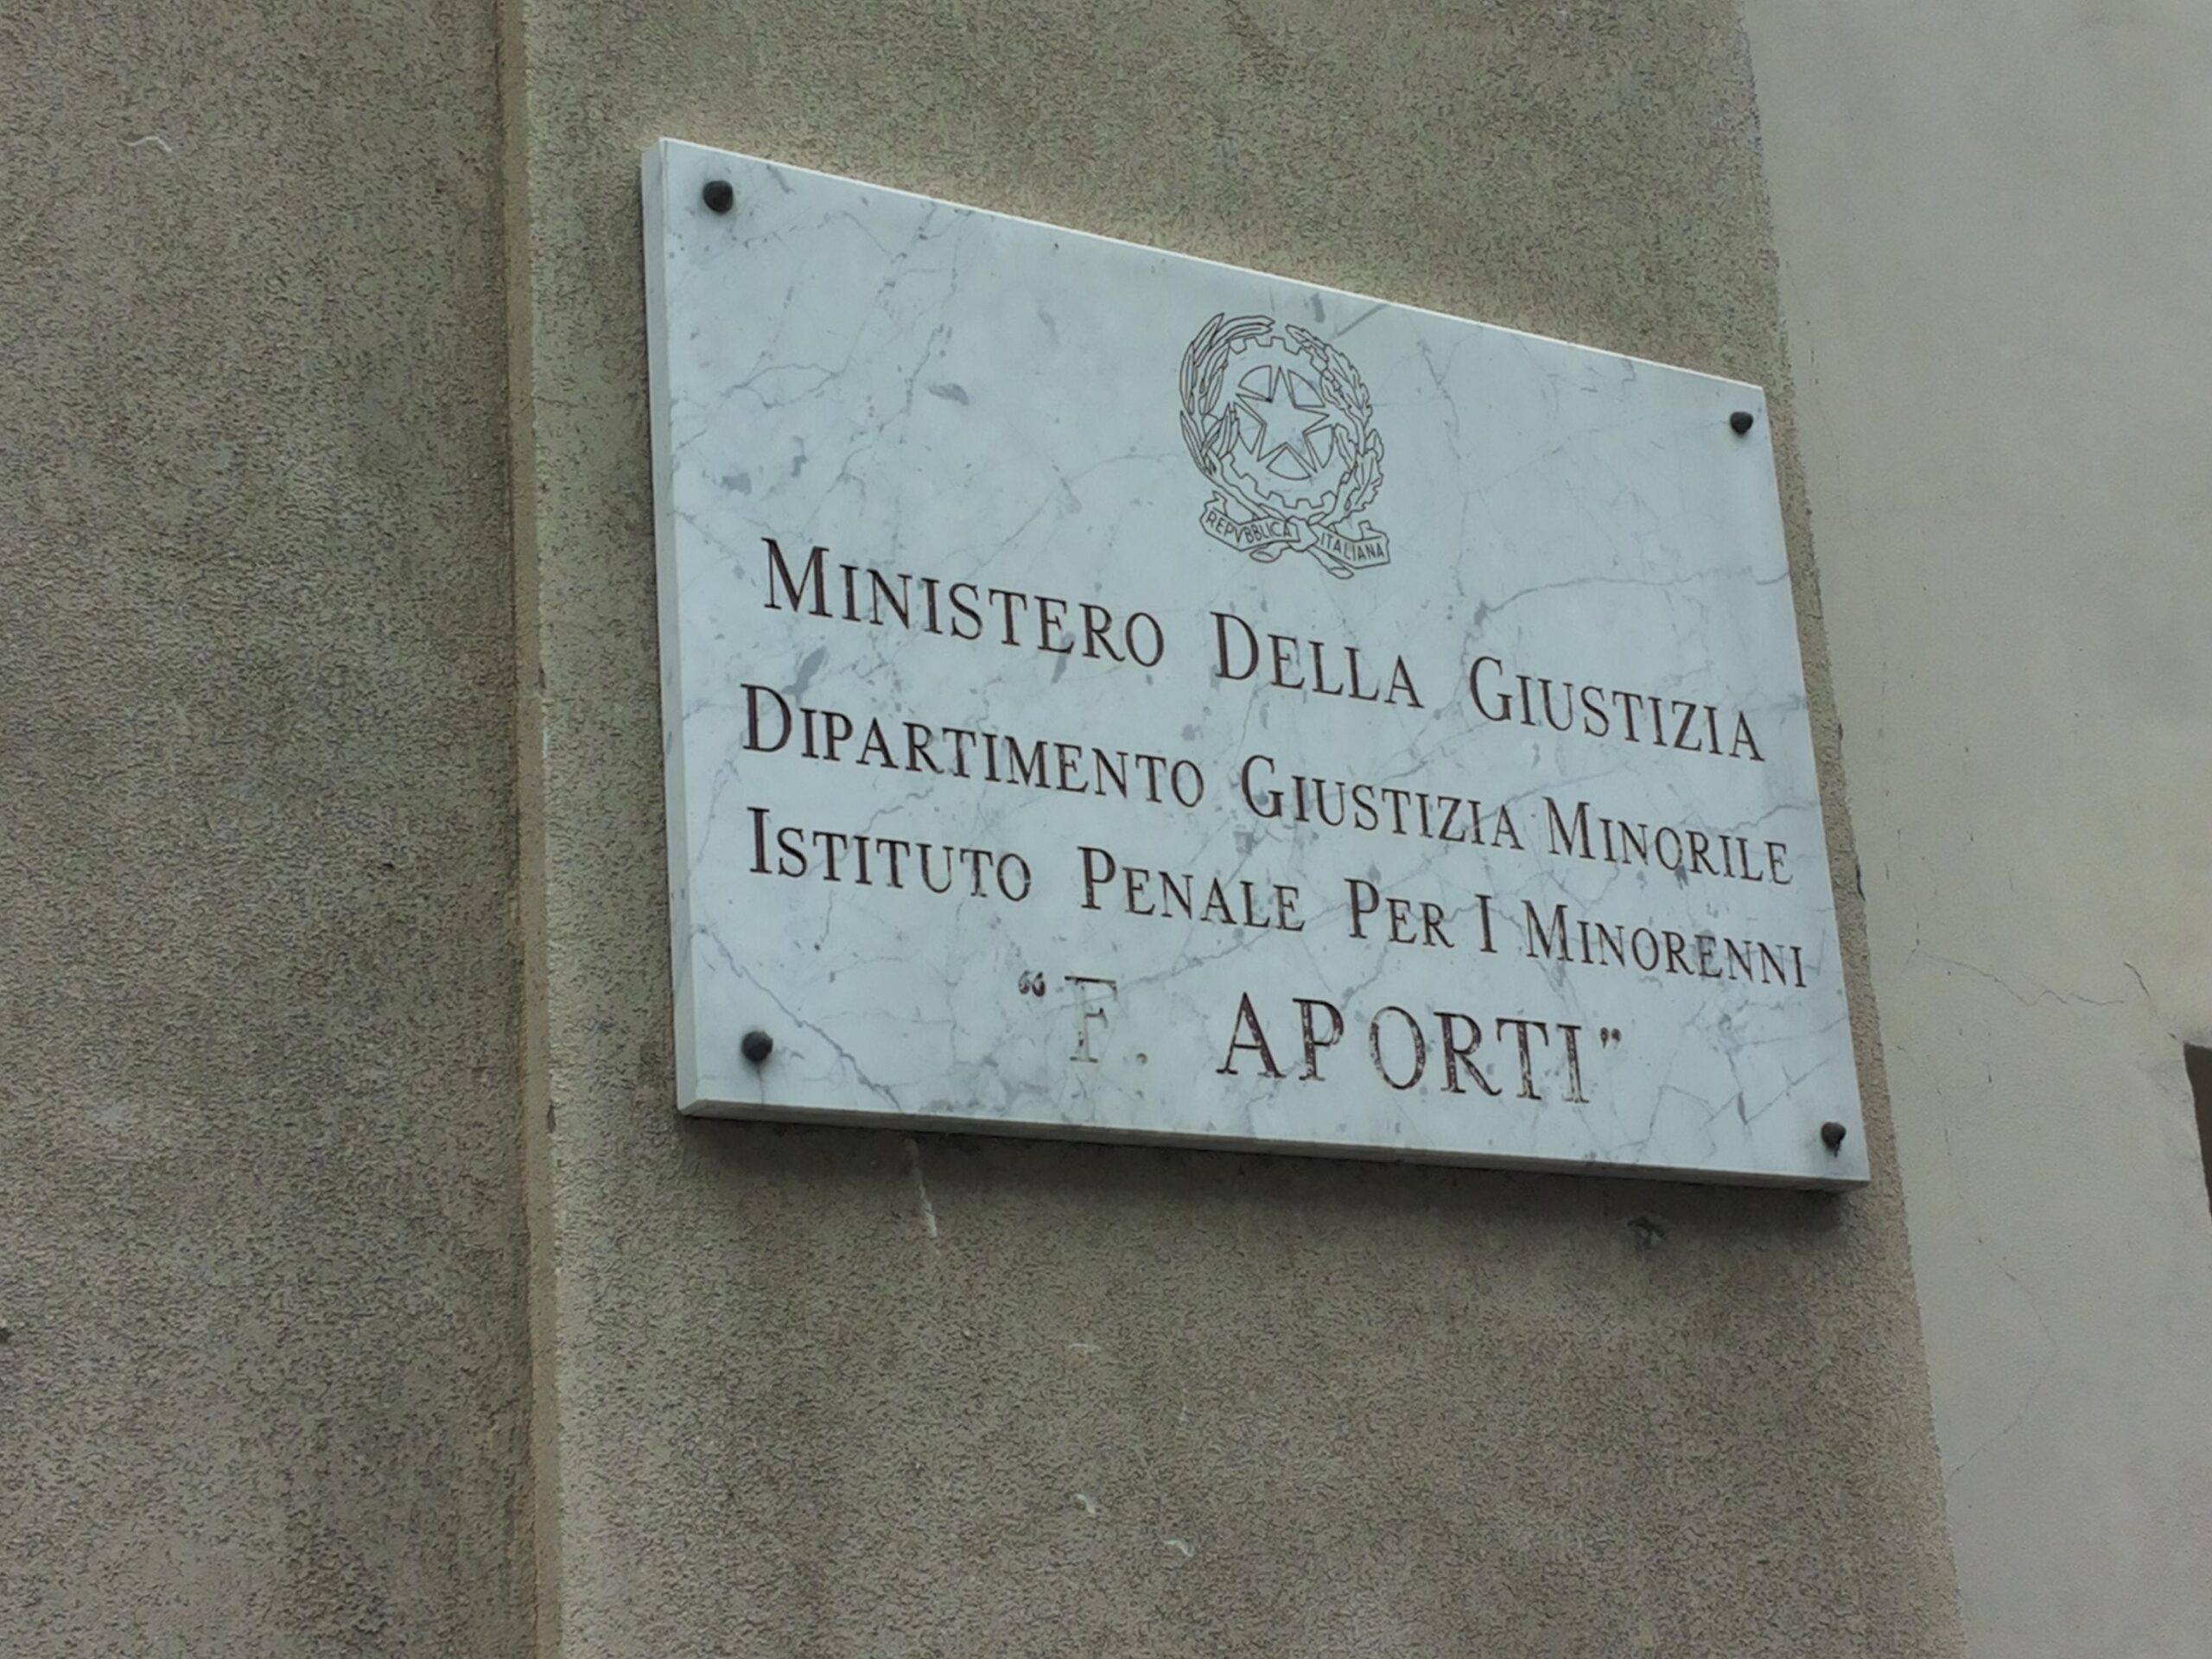 REPVBBLICA ITALIANA
MINISTERO DELLA GIUSTIZIA
DIPARTIMENTO GIUSTIZIA MINORILE
ISTITUTO PENALE PER I MINORENNI
“F. APORTI”